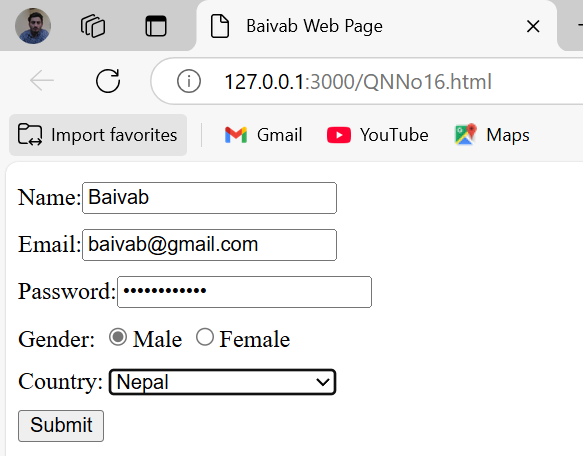 Baivab Web Page
127.0.0.1:3000/QNNo16.html
Import favorites Gmail YouTube Maps
Name: Baivab
Email: baivab@gmail.com
Password: ••••••••••••
Gender: Male Female
Country: Nepal
Submit